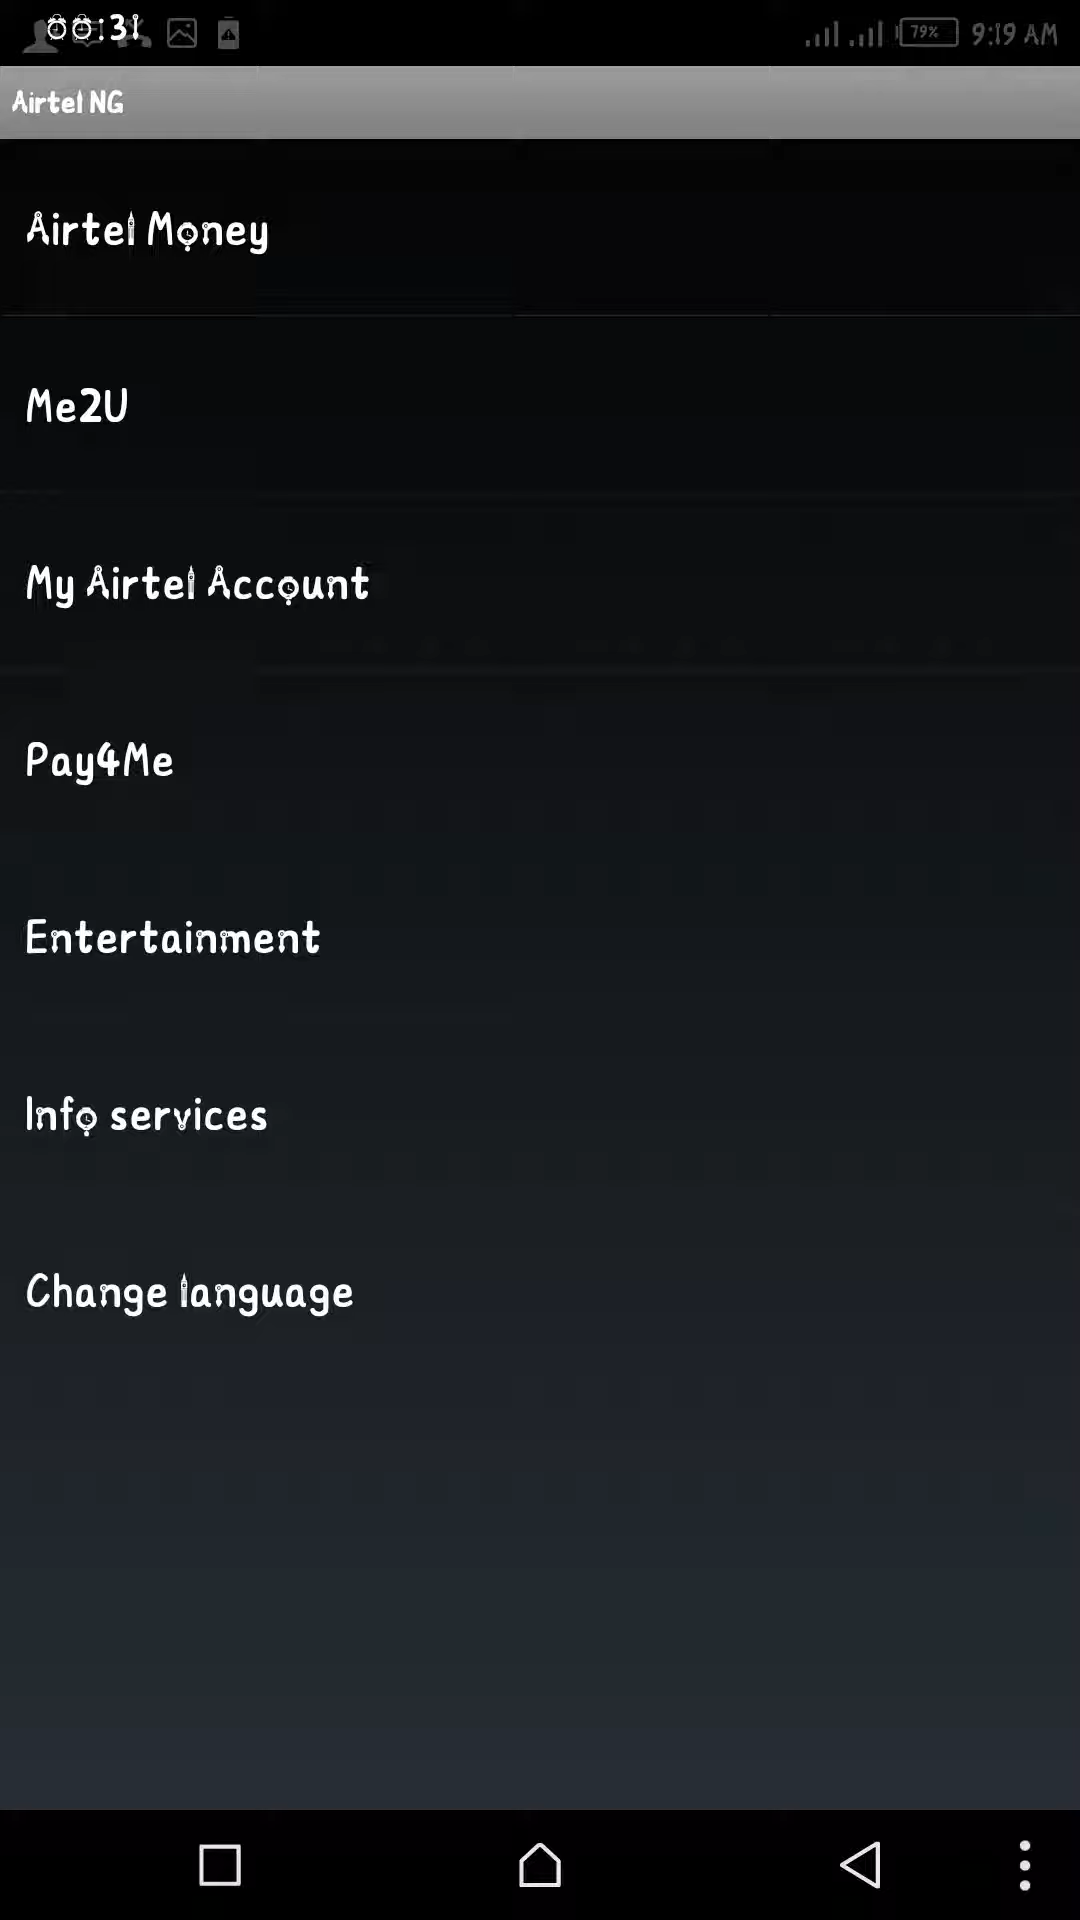 00:31
79%
9:19 AM
Airtel NG
Airtel Money
Me2U
My Airtel Account
Pay4Me
Entertainment
Info services
Change language